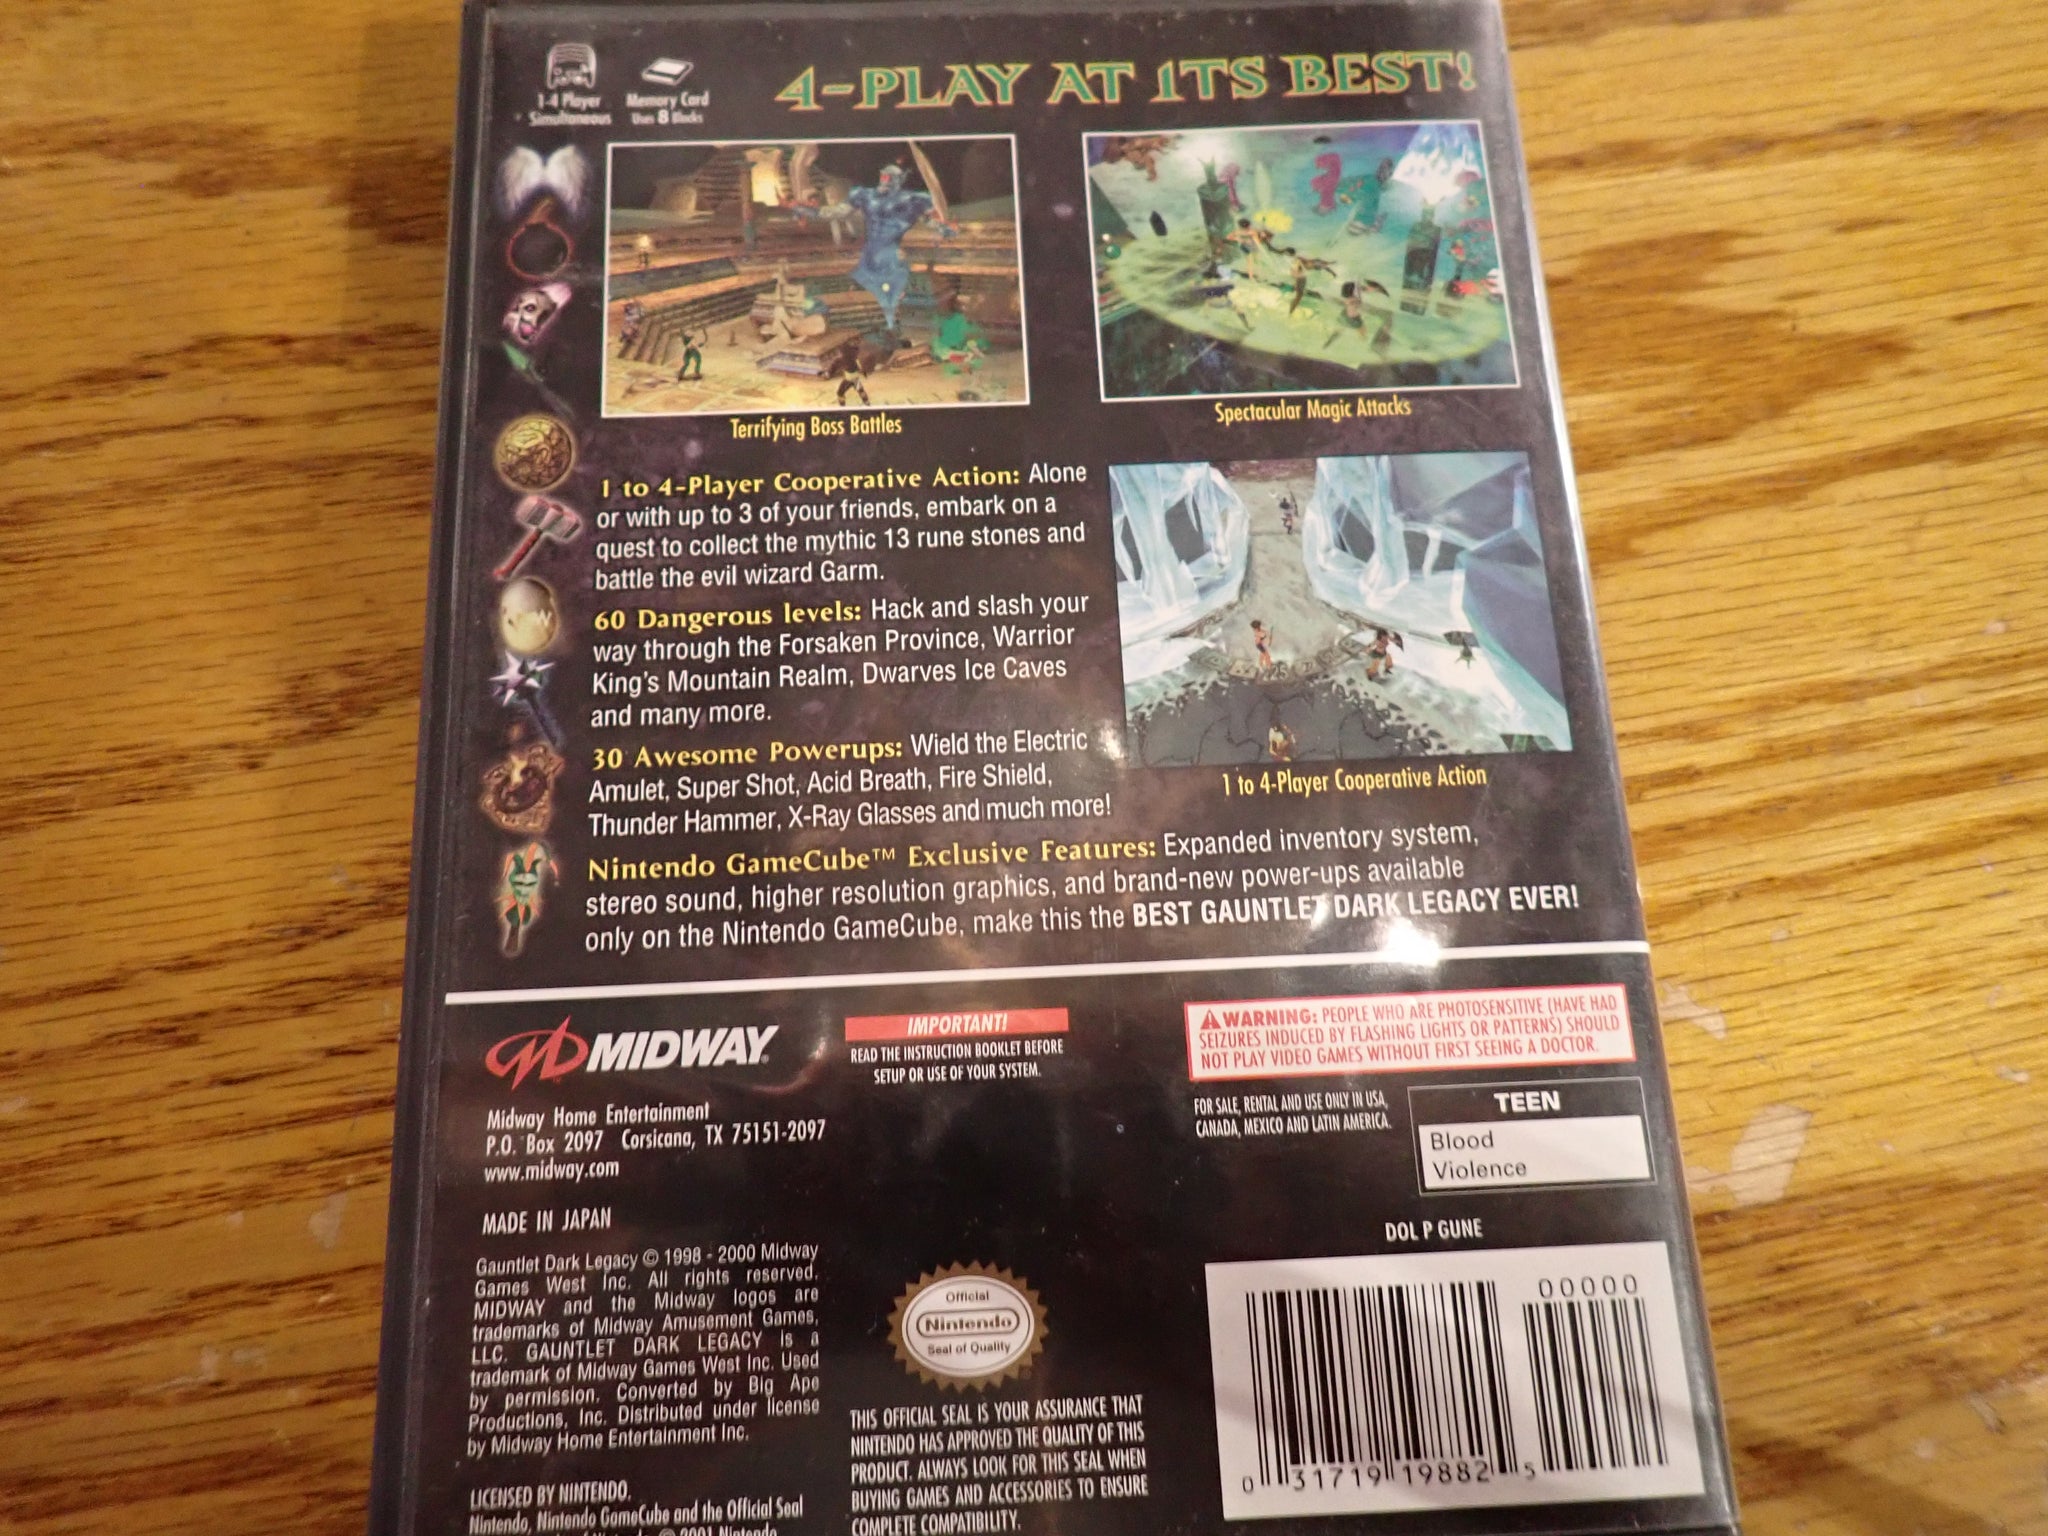 1-4 Player
Simultaneous
Memory Card
Uses 8 Blocks
4-PLAY AT ITS BEST!
Terrifying Boss Battles
Spectacular Magic Attacks
1 to 4-Player Cooperative Action: Alone
or with up to 3 of your friends, embark on a
quest to collect the mythic 13 rune stones and
battle the evil wizard Garm.
60 Dangerous levels: Hack and slash your
way through the Forsaken Province, Warrior
King's Mountain Realm, Dwarves Ice Caves
and many more.
30 Awesome Powerups: Wield the Electric
Amulet, Super Shot, Acid Breath, Fire Shield,
Thunder Hammer, X-Ray Glasses and much more!
1 to 4-Player Cooperative Action
Nintendo GameCube™ Exclusive Features: Expanded inventory system,
stereo sound, higher resolution graphics, and brand-new power-ups available
only on the Nintendo GameCube, make this the BEST GAUNTLET DARK LEGACY EVER!
MIDWAY
Midway Home Entertainment
P.O. Box 2097 Corsicana, TX 75151-2097
www.midway.com
MADE IN JAPAN
Gauntlet Dark Legacy © 1998 - 2000 Midway
Games West Inc. All rights reserved.
MIDWAY and the Midway logos are
trademarks of Midway Amusement Games,
LLC. GAUNTLET DARK LEGACY is a
trademark of Midway Games West Inc. Used
by permission. Converted by Big Ape
Productions, Inc. Distributed under license
by Midway Home Entertainment Inc.
LICENSED BY NINTENDO.
Nintendo, Nintendo GameCube and the Official Seal
© 2001 Nintendo
IMPORTANT!
READ THE INSTRUCTION BOOKLET BEFORE
SETUP OR USE OF YOUR SYSTEM.
Official
Nintendo
Seal of Quality
THIS OFFICIAL SEAL IS YOUR ASSURANCE THAT
NINTENDO HAS APPROVED THE QUALITY OF THIS
PRODUCT. ALWAYS LOOK FOR THIS SEAL WHEN
BUYING GAMES AND ACCESSORIES TO ENSURE
COMPLETE COMPATIBILITY.
WARNING: PEOPLE WHO ARE PHOTOSENSITIVE (HAVE HAD
SEIZURES INDUCED BY FLASHING LIGHTS OR PATTERNS) SHOULD
NOT PLAY VIDEO GAMES WITHOUT FIRST SEEING A DOCTOR.
FOR SALE, RENTAL AND USE ONLY IN USA,
CANADA, MEXICO AND LATIN AMERICA.
TEEN
Blood
Violence
DOL P GUNE
00000
0 31719 19882 5